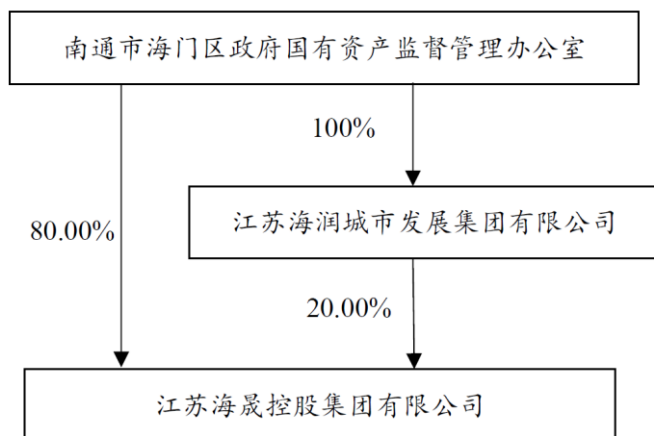 南通市海门区政府国有资产监督管理办公室
100%
江苏海润城市发展集团有限公司
80.00%
20.00%
江苏海晟控股集团有限公司